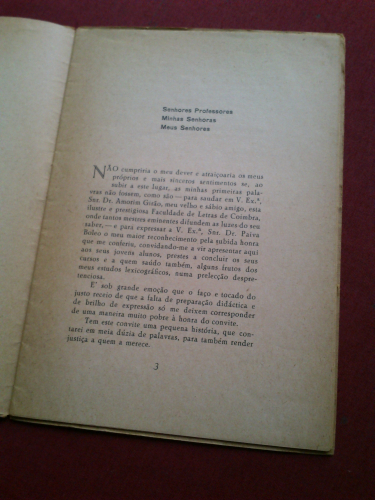 Senhores Professores
Minhas Senhoras
Meus Senhores
NÃO cumpriria o meu dever e atraiçoaria os meus
próprios e mais sinceros sentimentos se, ao
subir a este lugar, as minhas primeiras pala-
vras não fossem, como são—para saudar em V. Ex.ª,
Snr. Dr. Amorim Girão, meu velho e sábio amigo, esta
ilustre e prestigiosa Faculdade de Letras de Coimbra,
onde tantos mestres eminentes difundem as luzes do seu
saber,—e para expressar a V. Ex.ª, Snr. Dr. Paiva
Boleo o meu maior reconhecimento pela subida honra
que me conferiu, convidando-me a vir apresentar aqui
aos seus jovens alunos, prestes a concluir os seus
cursos e a quem saúdo também, alguns frutos dos
meus estudos lexicográficos, numa prelecção despre-
tenciosa.
E' sob grande emoção que o faço e tocado do
justo receio de que a falta de preparação didáctica e
de brilho de expressão só me deixem corresponder
de uma maneira muito pobre à honra do convite.
Tem este convite uma pequena história, que con-
tarei em meia dúzia de palavras, para também render
justiça a quem a merece.
3